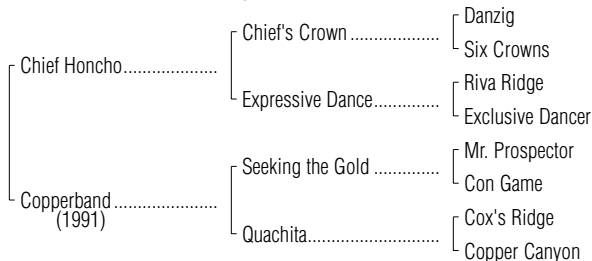 Danzig
Chief's Crown
Six Crowns
Chief Honcho
Riva Ridge
Expressive Dance
Exclusive Dancer
Mr. Prospector
Seeking the Gold
Con Game
Copperband
(1991)
Cox's Ridge
Quachita
Copper Canyon